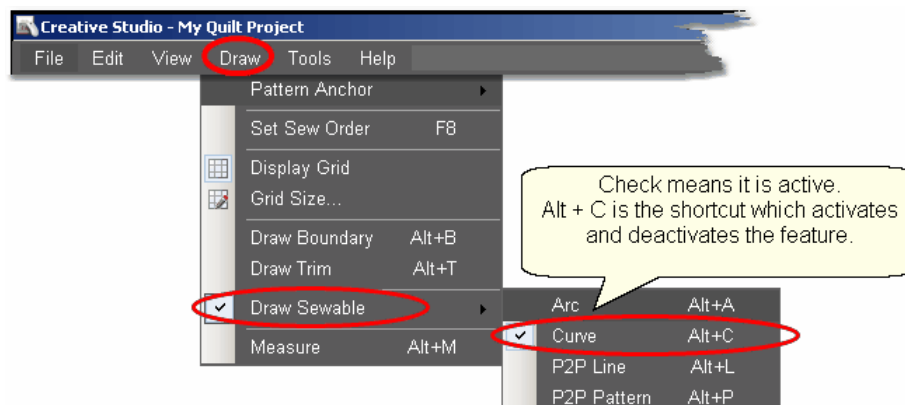 Creative Studio - My Quilt Project
File Edit View Draw Tools Help
Pattern Anchor
Set Sew Order F8
Display Grid
Grid Size...
Draw Boundary Alt+B
Draw Trim Alt+T
Draw Sewable
Measure Alt+M
Check means it is active.
Alt + C is the shortcut which activates
and deactivates the feature.
Arc Alt+A
Curve Alt+C
P2P Line Alt+L
P2P Pattern Alt+P